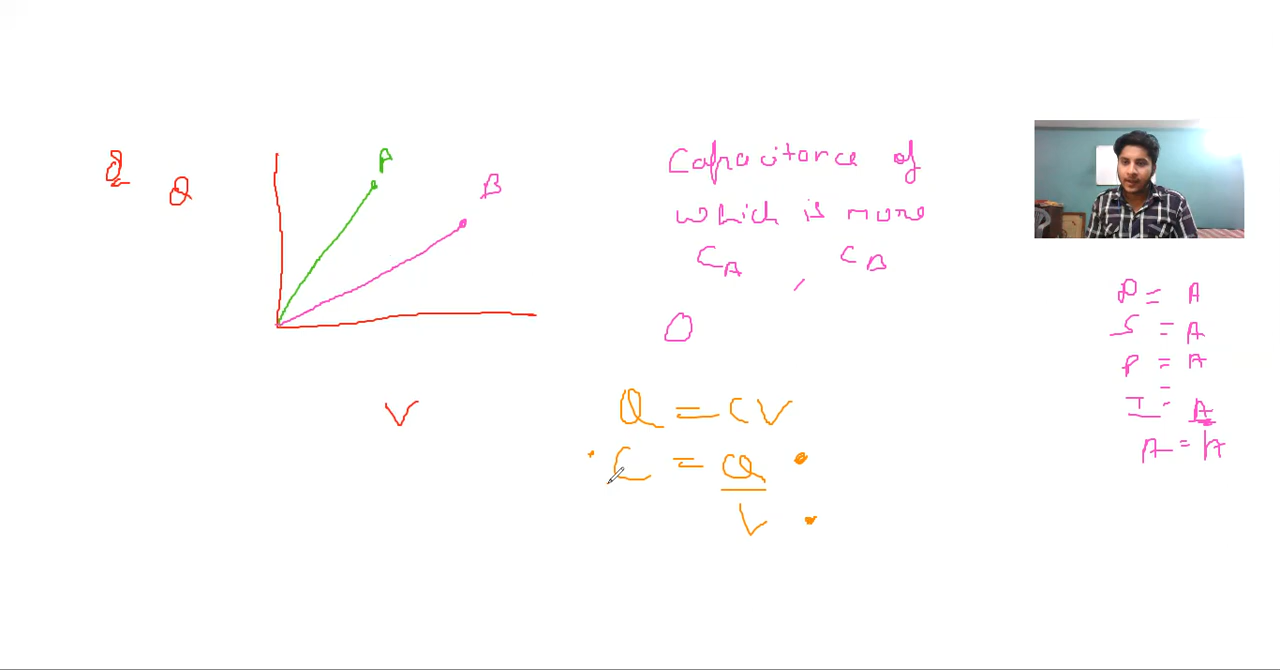 Q Q
A
B
V
Capacitance of
which is more
CA , CB
Q = CV
C = Q
V
D = A
S = A
P = A
I = A
A = A